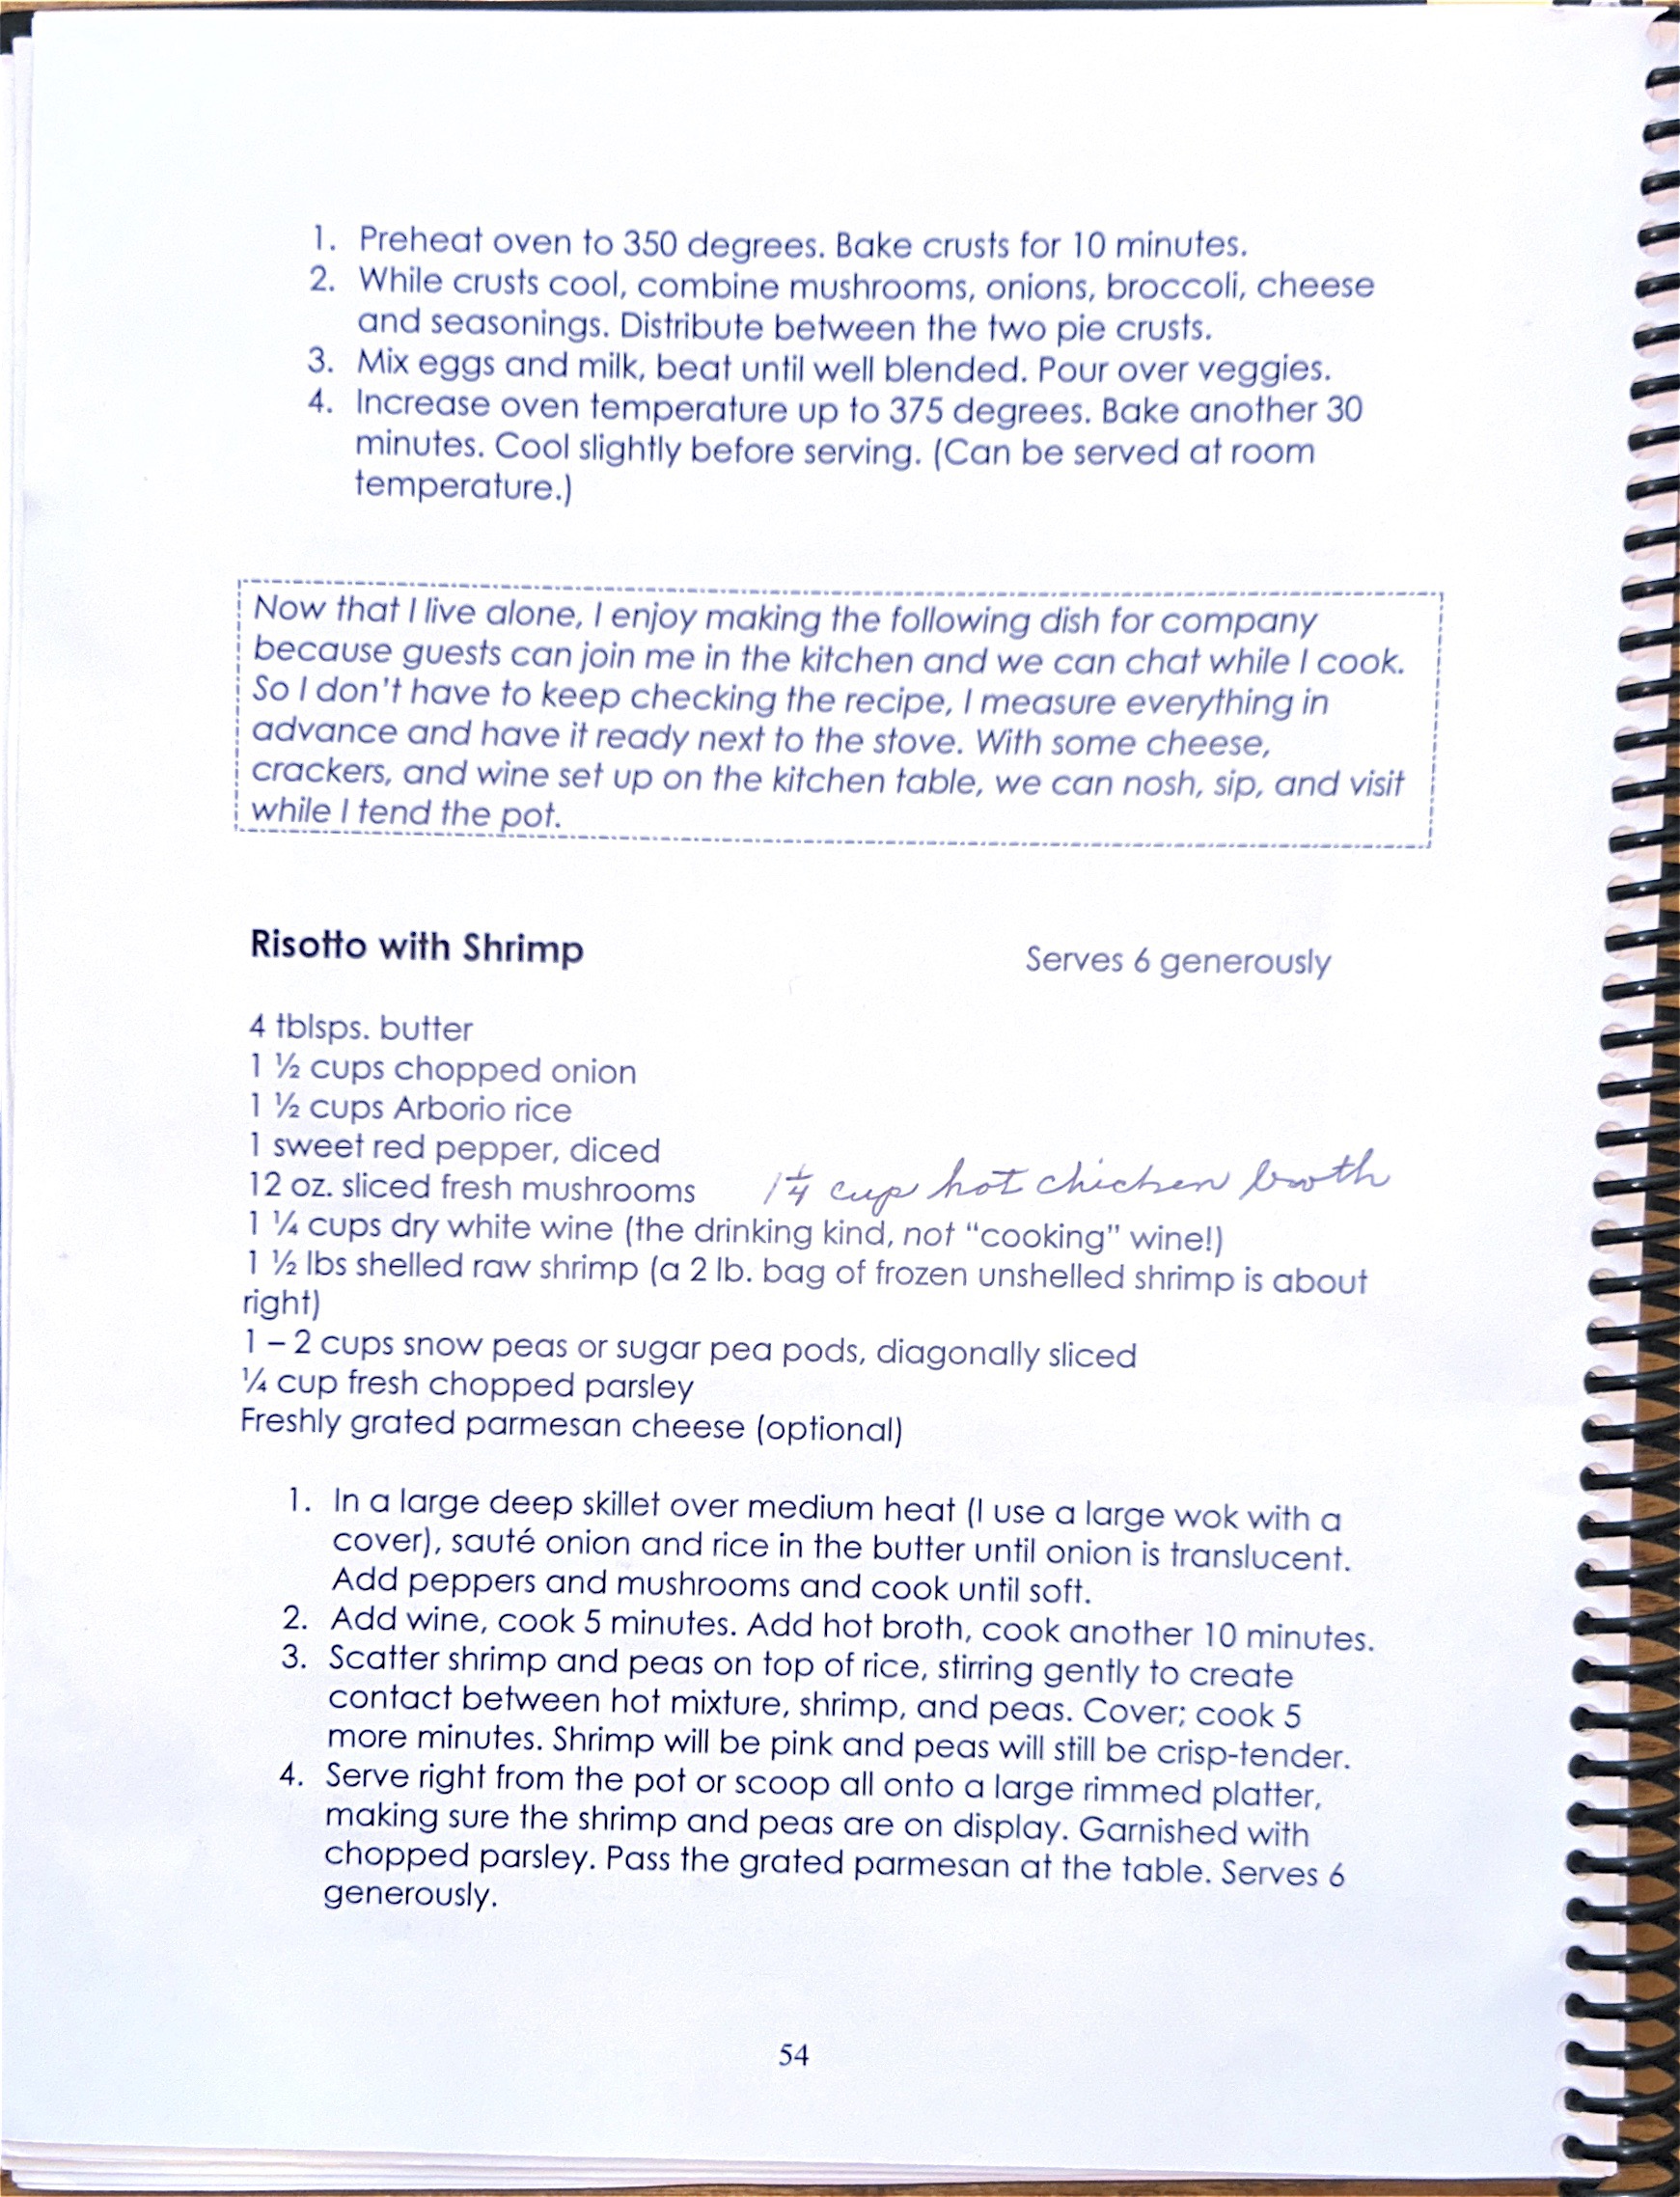 1. Preheat oven to 350 degrees. Bake crusts for 10 minutes.
2. While crusts cool, combine mushrooms, onions, broccoli, cheese
and seasonings. Distribute between the two pie crusts.
3. Mix eggs and milk, beat until well blended. Pour over veggies.
4. Increase oven temperature up to 375 degrees. Bake another 30
minutes. Cool slightly before serving. (Can be served at room
temperature.)
Now that I live alone, I enjoy making the following dish for company
because guests can join me in the kitchen and we can chat while I cook.
So I don't have to keep checking the recipe, I measure everything in
advance and have it ready next to the stove. With some cheese,
crackers, and wine set up on the kitchen table, we can nosh, sip, and visit
while I tend the pot.
Risotto with Shrimp Serves 6 generously
4 tblsps. butter
1 ½ cups chopped onion
1 ½ cups Arborio rice
1 sweet red pepper, diced
12 oz. sliced fresh mushrooms 1¼ cup hot chicken broth
1 ¼ cups dry white wine (the drinking kind, not "cooking" wine!)
1 ½ lbs shelled raw shrimp (a 2 lb. bag of frozen unshelled shrimp is about
right)
1 – 2 cups snow peas or sugar pea pods, diagonally sliced
¼ cup fresh chopped parsley
Freshly grated parmesan cheese (optional)
1. In a large deep skillet over medium heat (I use a large wok with a
cover), sauté onion and rice in the butter until onion is translucent.
Add peppers and mushrooms and cook until soft.
2. Add wine, cook 5 minutes. Add hot broth, cook another 10 minutes.
3. Scatter shrimp and peas on top of rice, stirring gently to create
contact between hot mixture, shrimp, and peas. Cover; cook 5
more minutes. Shrimp will be pink and peas will still be crisp-tender.
4. Serve right from the pot or scoop all onto a large rimmed platter,
making sure the shrimp and peas are on display. Garnished with
chopped parsley. Pass the grated parmesan at the table. Serves 6
generously.
54